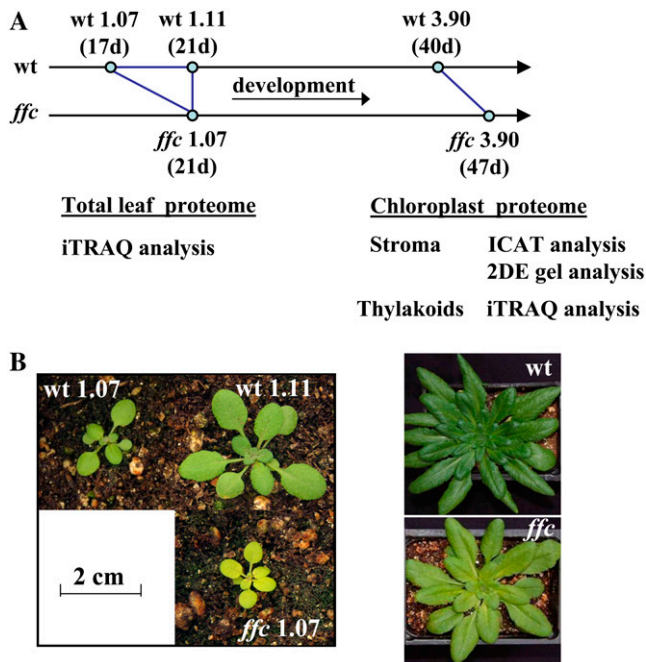 A
wt 1.07 wt 1.11 wt 3.90
(17d) (21d) (40d)
wt
development
ffc
ffc 1.07 ffc 3.90
(21d) (47d)
Total leaf proteome Chloroplast proteome
iTRAQ analysis Stroma ICAT analysis
2DE gel analysis
Thylakoids iTRAQ analysis
B
wt 1.07 wt 1.11 wt
2 cm
ffc
ffc 1.07